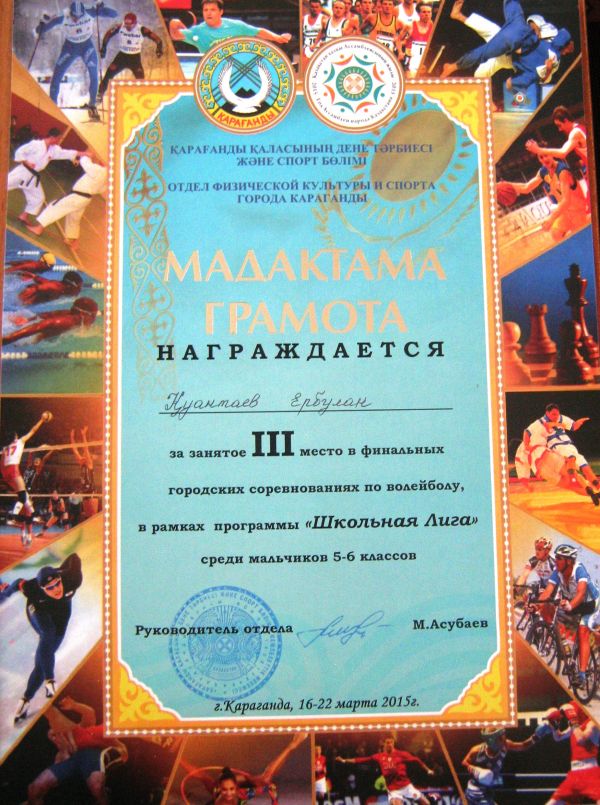 ҚАРАҒАНДЫ
ҚАРАҒАНДЫ ҚАЛАСЫНЫҢ ДЕНЕ ТӘРБИЕСІ
ЖӘНЕ СПОРТ БӨЛІМІ
ОТДЕЛ ФИЗИЧЕСКОЙ КУЛЬТУРЫ И СПОРТА
ГОРОДА КАРАГАНДЫ
МАДАҚТАМА
ГРАМОТА
НАГРАЖДАЕТСЯ
Қуантаев Ербулан
за занятое III место в финальных
городских соревнованиях по волейболу,
в рамках программы «Школьная Лига»
среди мальчиков 5-6 классов
Руководитель отдела М.Асубаев
г.Караганда, 16-22 марта 2015г.